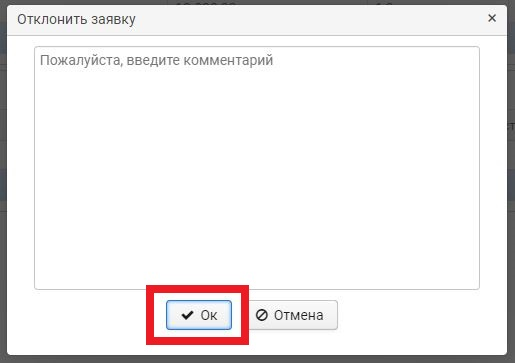 Отклонить заявку
Пожалуйста, введите комментарий
Ок
Отмена